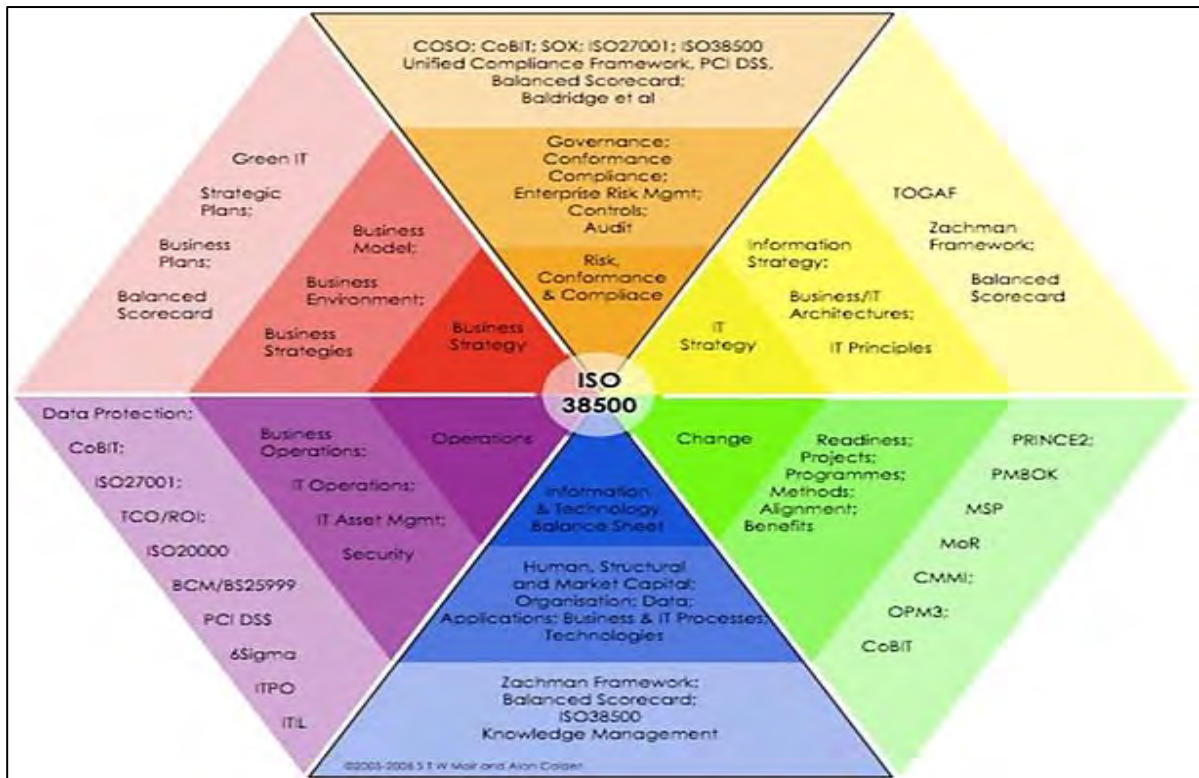 COSO; CoBIT; SOX; ISO27001; ISO38500
Unified Compliance Framework, PCI DSS,
Balanced Scorecard;
Baldridge et al
Governance;
Conformance
Compliance;
Enterprise Risk Mgmt;
Controls;
Audit
Risk,
Conformance
& Compliace
Green IT
Strategic
Plans;
Business
Plans;
Balanced
Scorecard
Business
Model;
Business
Environment;
Business
Strategies
Business
Strategy
TOGAF
Zachman
Framework;
Balanced
Scorecard
Information
Strategy;
Business/IT
Architectures;
IT Principles
IT
Strategy
ISO
38500
Data Protection;
CoBIT;
ISO27001;
TCO/ROI;
ISO20000
BCM/BS25999
PCI DSS
6Sigma
ITPO
ITIL
Business
Operations;
IT Operations;
IT Asset Mgmt;
Security
Operations
Change
Readiness;
Projects;
Programmes;
Methods;
Alignment;
Benefits
PRINCE2;
PMBOK
MSP
MoR
CMMI;
OPM3;
CoBIT
Information
& Technology
Balance Sheet
Human, Structural
and Market Capital;
Organisation; Data;
Applications; Business & IT Processes;
Technologies
Zachman Framework;
Balanced Scorecard;
ISO38500
Knowledge Management
S T W Moir and Alan Calder